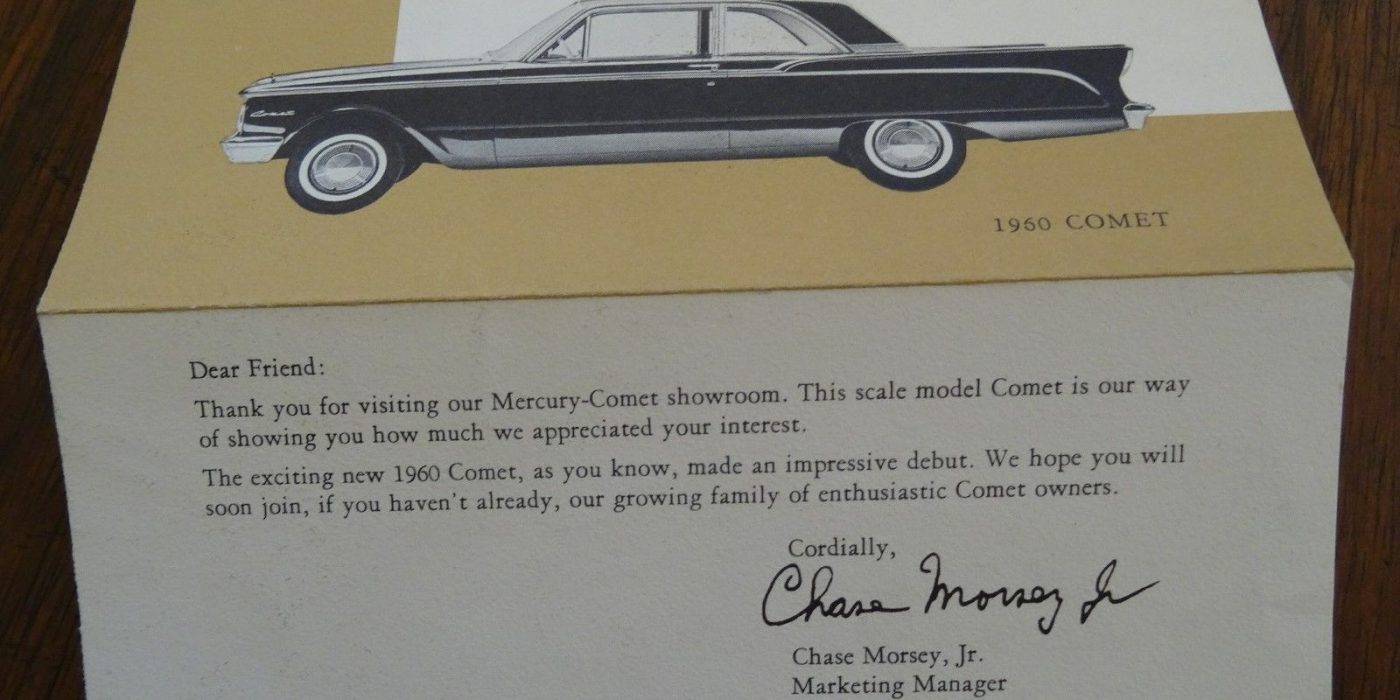 Comet
1960 COMET
Dear Friend:
Thank you for visiting our Mercury-Comet showroom. This scale model Comet is our way
of showing you how much we appreciated your interest.
The exciting new 1960 Comet, as you know, made an impressive debut. We hope you will
soon join, if you haven't already, our growing family of enthusiastic Comet owners.
Cordially,
Chase Morsey Jr
Chase Morsey, Jr.
Marketing Manager